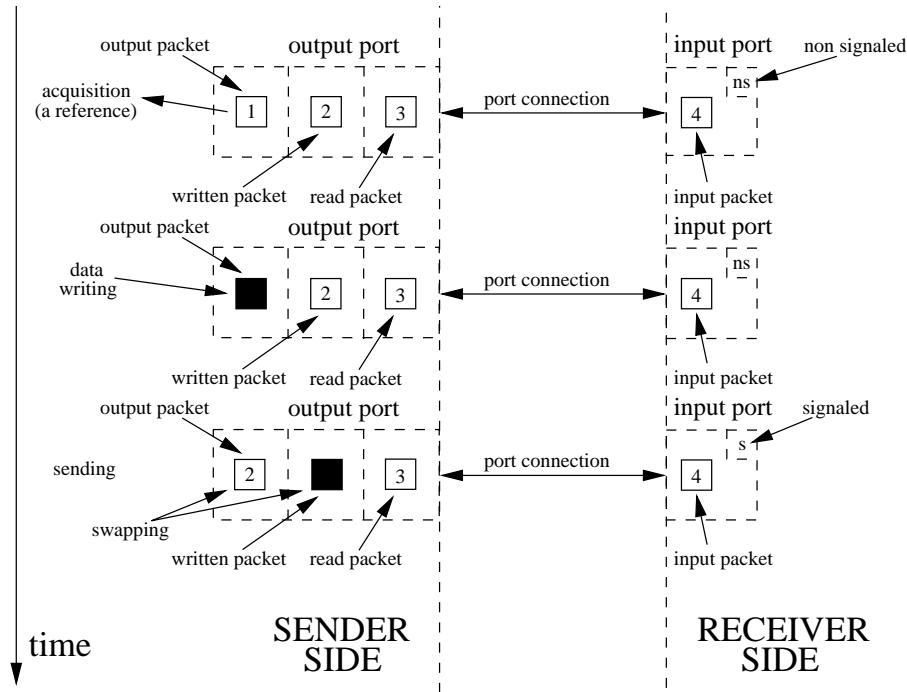 output packet
output port
input port
non signaled
acquisition
(a reference)
1
2
3
port connection
4
ns
written packet
read packet
input packet
output packet
output port
input port
data
writing
2
3
port connection
4
ns
written packet
read packet
input packet
output packet
output port
input port
signaled
sending
2
3
port connection
4
s
swapping
written packet
read packet
input packet
time
SENDER
SIDE
RECEIVER
SIDE